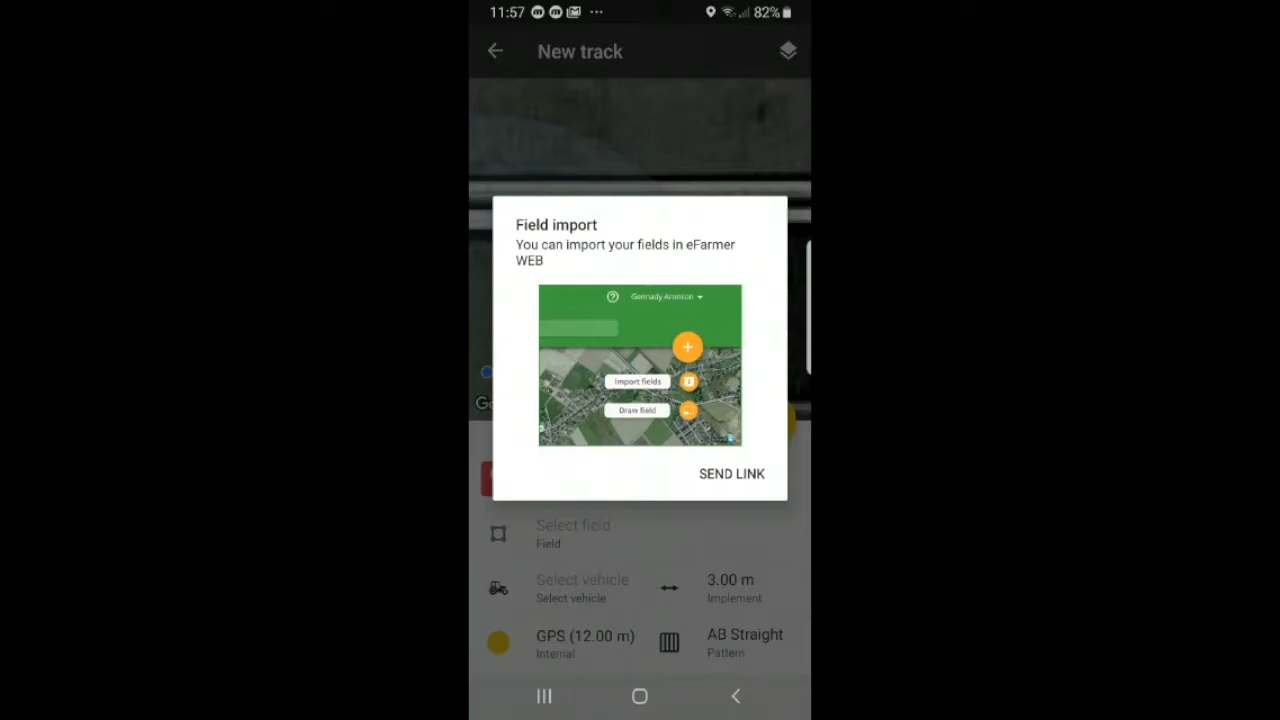 11:57
82%
New track
Field import
You can import your fields in eFarmer
WEB
Gennady Aronson
Import fields
Draw field
SEND LINK
Go
Select field
Field
Select vehicle
Select vehicle
3.00 m
Implement
GPS (12.00 m)
Internal
AB Straight
Pattern